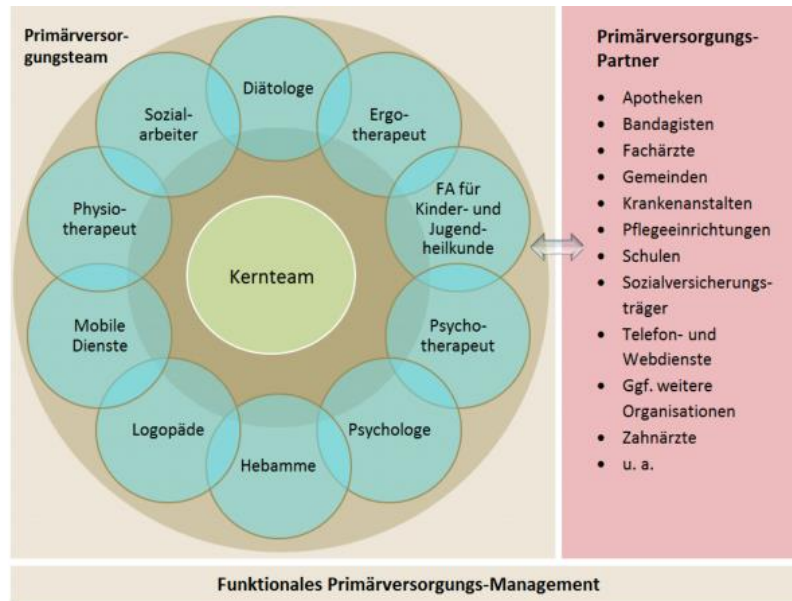 Primärversor-
gungsteam
Diätologe
Ergo-
therapeut
FA für
Kinder- und
Jugend-
heilkunde
Psycho-
therapeut
Psychologe
Hebamme
Logopäde
Mobile
Dienste
Physio-
therapeut
Sozial-
arbeiter
Kernteam
Primärversorgungs-
Partner
• Apotheken
• Bandagisten
• Fachärzte
• Gemeinden
• Krankenanstalten
• Pflegeeinrichtungen
• Schulen
• Sozialversicherungs-
träger
• Telefon- und
Webdienste
• Ggf. weitere
Organisationen
• Zahnärzte
• u. a.
Funktionales Primärversorgungs-Management